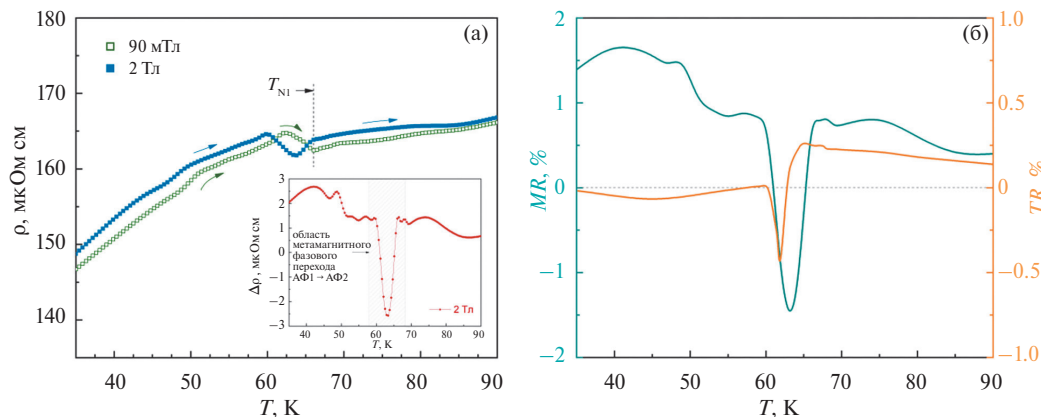 180
170
160
150
140
ρ, мкОм см
(а)
90 мТл
2 Тл
T_N1
3
2
1
0
−1
−2
−3
Δρ, мкОм см
область
метамагнитного
фазового
перехода
АФ1 → АФ2
2 Тл
40 50 60 70 80 90
T, K
40 50 60 70 80 90
T, K
(б)
2
1
0
−1
−2
MR, %
1.0
0.5
0
−0.5
−1.0
TR, %
40 50 60 70 80 90
T, K